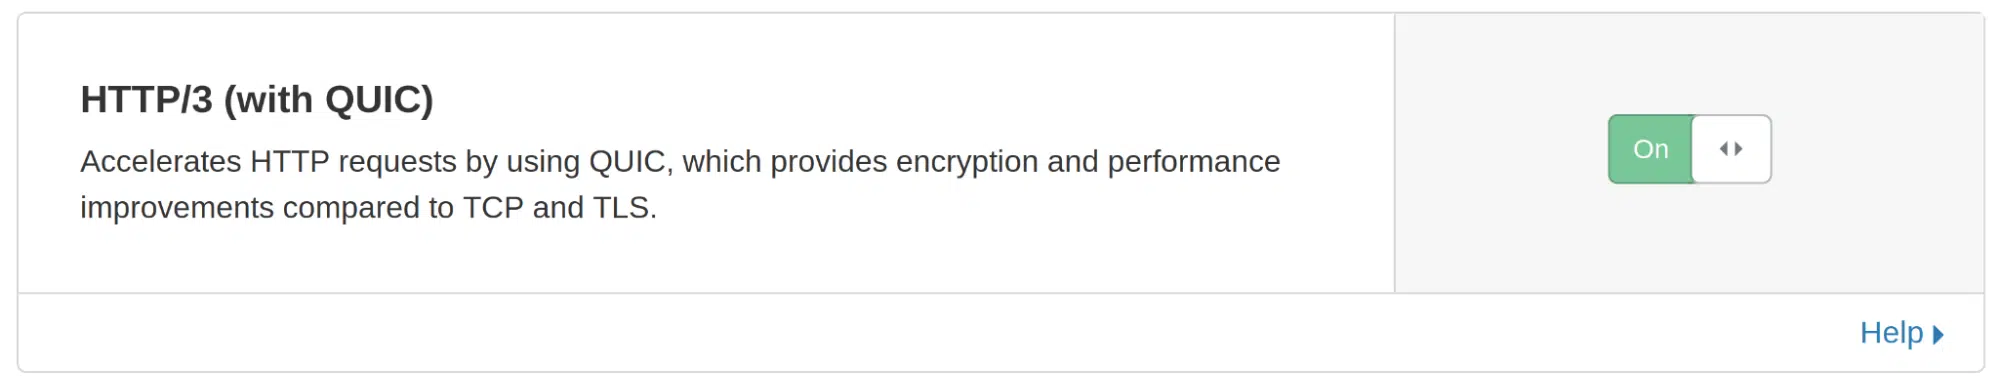 HTTP/3 (with QUIC)
Accelerates HTTP requests by using QUIC, which provides encryption and performance
improvements compared to TCP and TLS.
On
Help